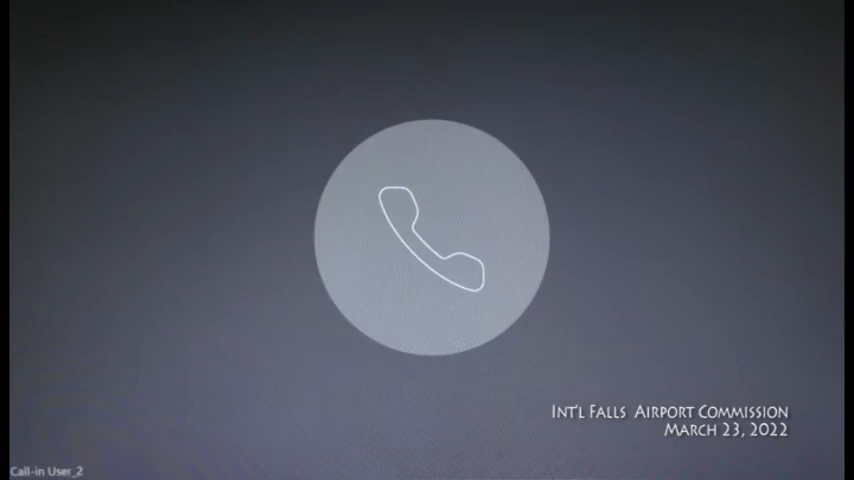 Int'l Falls Airport Commission
March 23, 2022
Call-in User_2